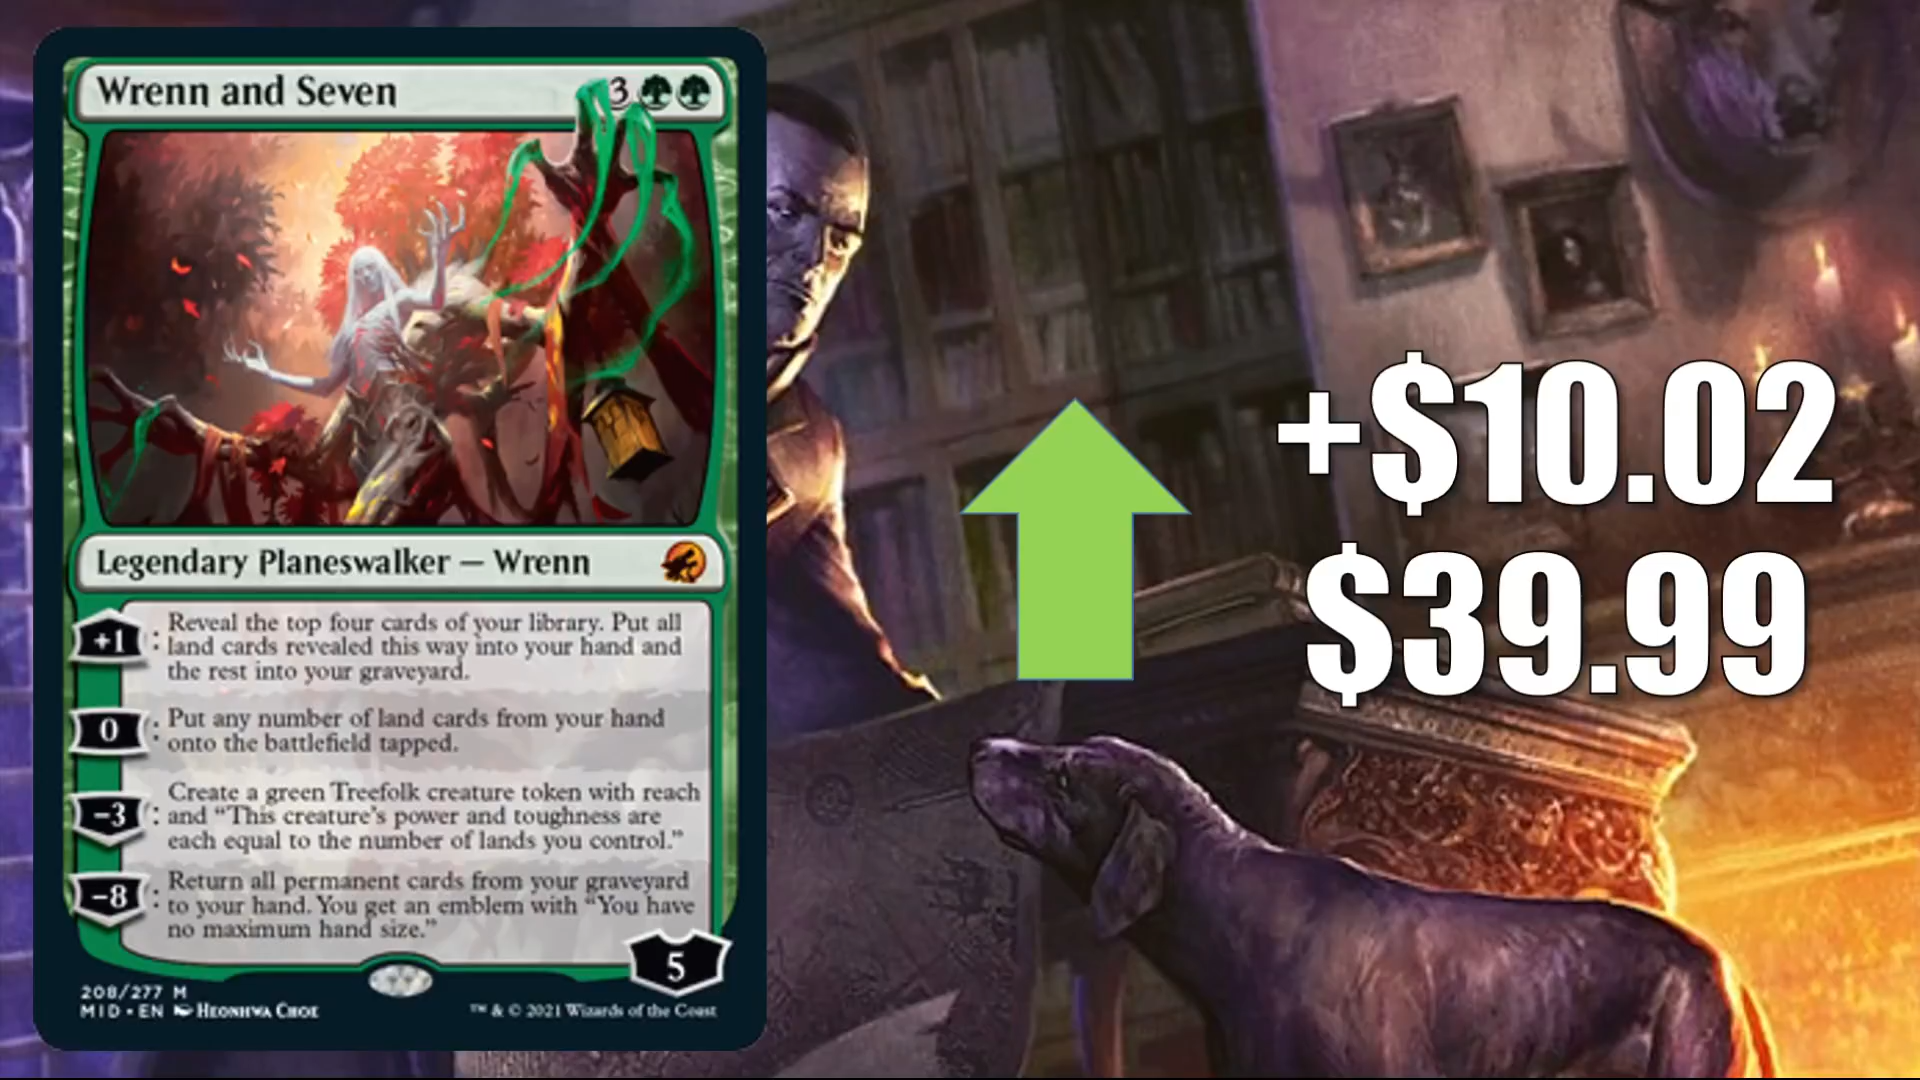 Wrenn and Seven
3
Legendary Planeswalker — Wrenn
+1 : Reveal the top four cards of your library. Put all
land cards revealed this way into your hand and
the rest into your graveyard.
0 : Put any number of land cards from your hand
onto the battlefield tapped.
−3 : Create a green Treefolk creature token with reach
and “This creature’s power and toughness are
each equal to the number of lands you control.”
−8 : Return all permanent cards from your graveyard
to your hand. You get an emblem with “You have
no maximum hand size.”
5
208/277 M
MID • EN Heonhwa Choe
™ & © 2021 Wizards of the Coast
+$10.02
$39.99